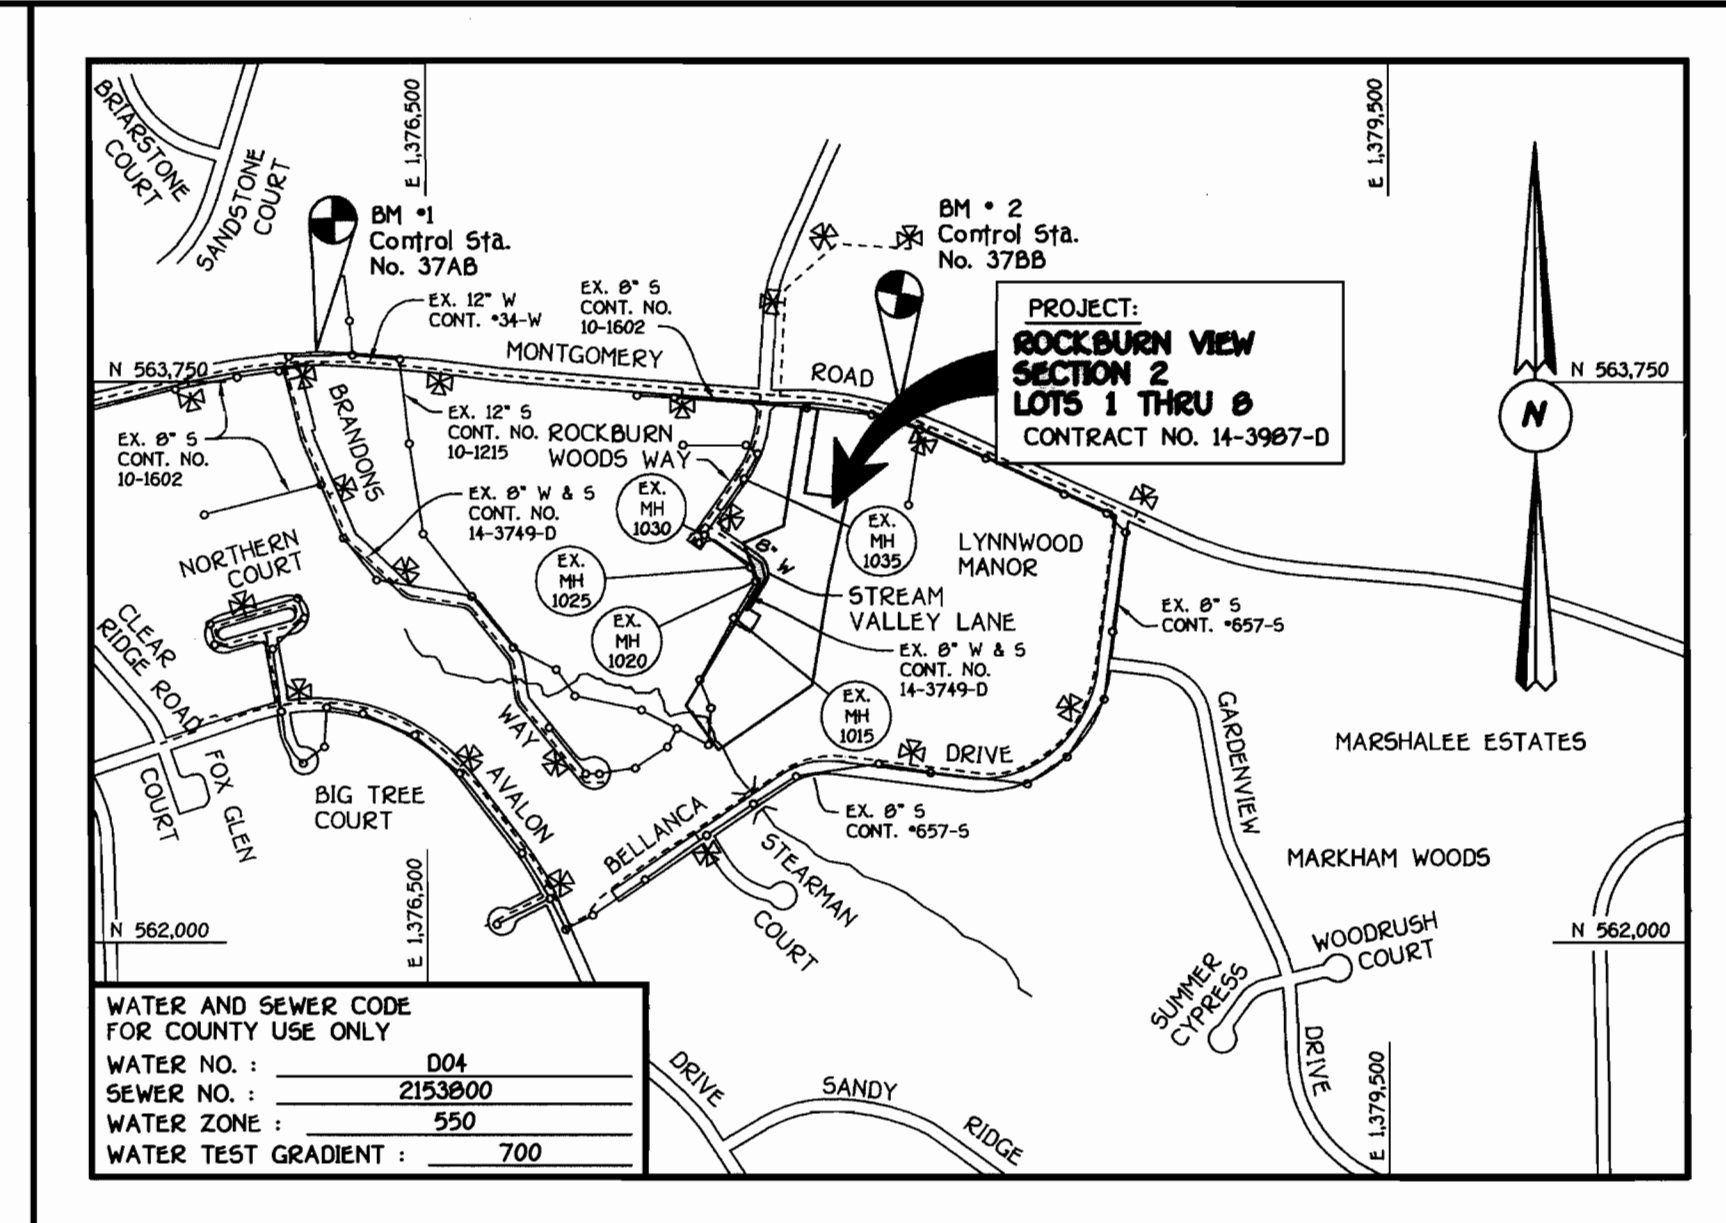 BRIARSTONE
COURT
SANDSTONE
COURT
E 1,376,500
E 1,379,500
BM #1
Control Sta.
No. 37AB
BM # 2
Control Sta.
No. 37BB
EX. 12" W
CONT. #34-W
EX. 8" S
CONT. NO.
10-1602
PROJECT:
ROCKBURN VIEW
SECTION 2
LOTS 1 THRU 8
CONTRACT NO. 14-3987-D
N 563,750
MONTGOMERY
ROAD
N 563,750
N
BRANDONS
EX. 12" S
CONT. NO.
10-1215
ROCKBURN
WOODS WAY
EX. 8" S
CONT. NO.
10-1602
EX. 8" W & S
CONT. NO.
14-3749-D
EX.
MH
1030
EX.
MH
1035
8" W
LYNNWOOD
MANOR
NORTHERN
COURT
EX.
MH
1025
STREAM
VALLEY LANE
EX. 8" S
CONT. #657-S
CLEAR
RIDGE ROAD
EX.
MH
1020
EX. 8" W & S
CONT. NO.
14-3749-D
EX.
MH
1015
WAY
GARDENVIEW
MARSHALEE ESTATES
FOX GLEN
COURT
BIG TREE
COURT
AVALON
DRIVE
BELLANCA
EX. 8" S
CONT. #657-S
STEARMAN
COURT
MARKHAM WOODS
N 562,000
E 1,376,500
N 562,000
WOODRUSH
COURT
SUMMER
CYPRESS
DRIVE
E 1,379,500
DRIVE
SANDY
RIDGE
WATER AND SEWER CODE
FOR COUNTY USE ONLY
WATER NO. : D04
SEWER NO. : 2153800
WATER ZONE : 550
WATER TEST GRADIENT : 700